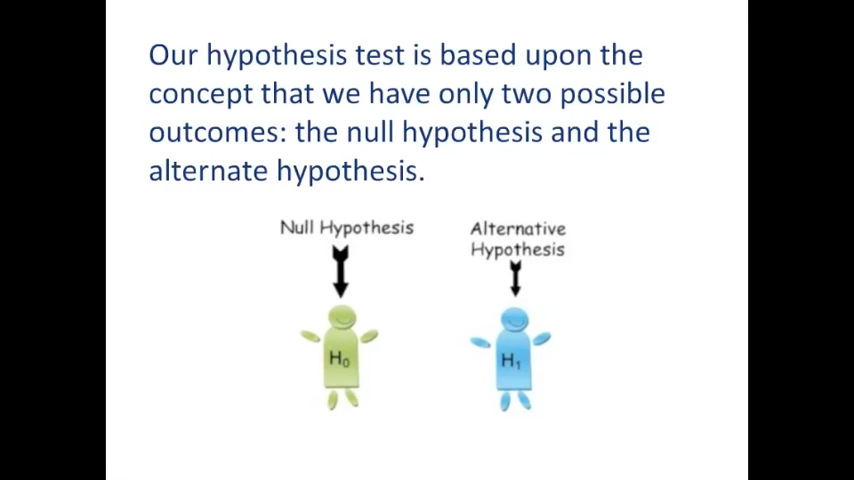 Our hypothesis test is based upon the
concept that we have only two possible
outcomes: the null hypothesis and the
alternate hypothesis.
Null Hypothesis
Alternative
Hypothesis
H₀
H₁